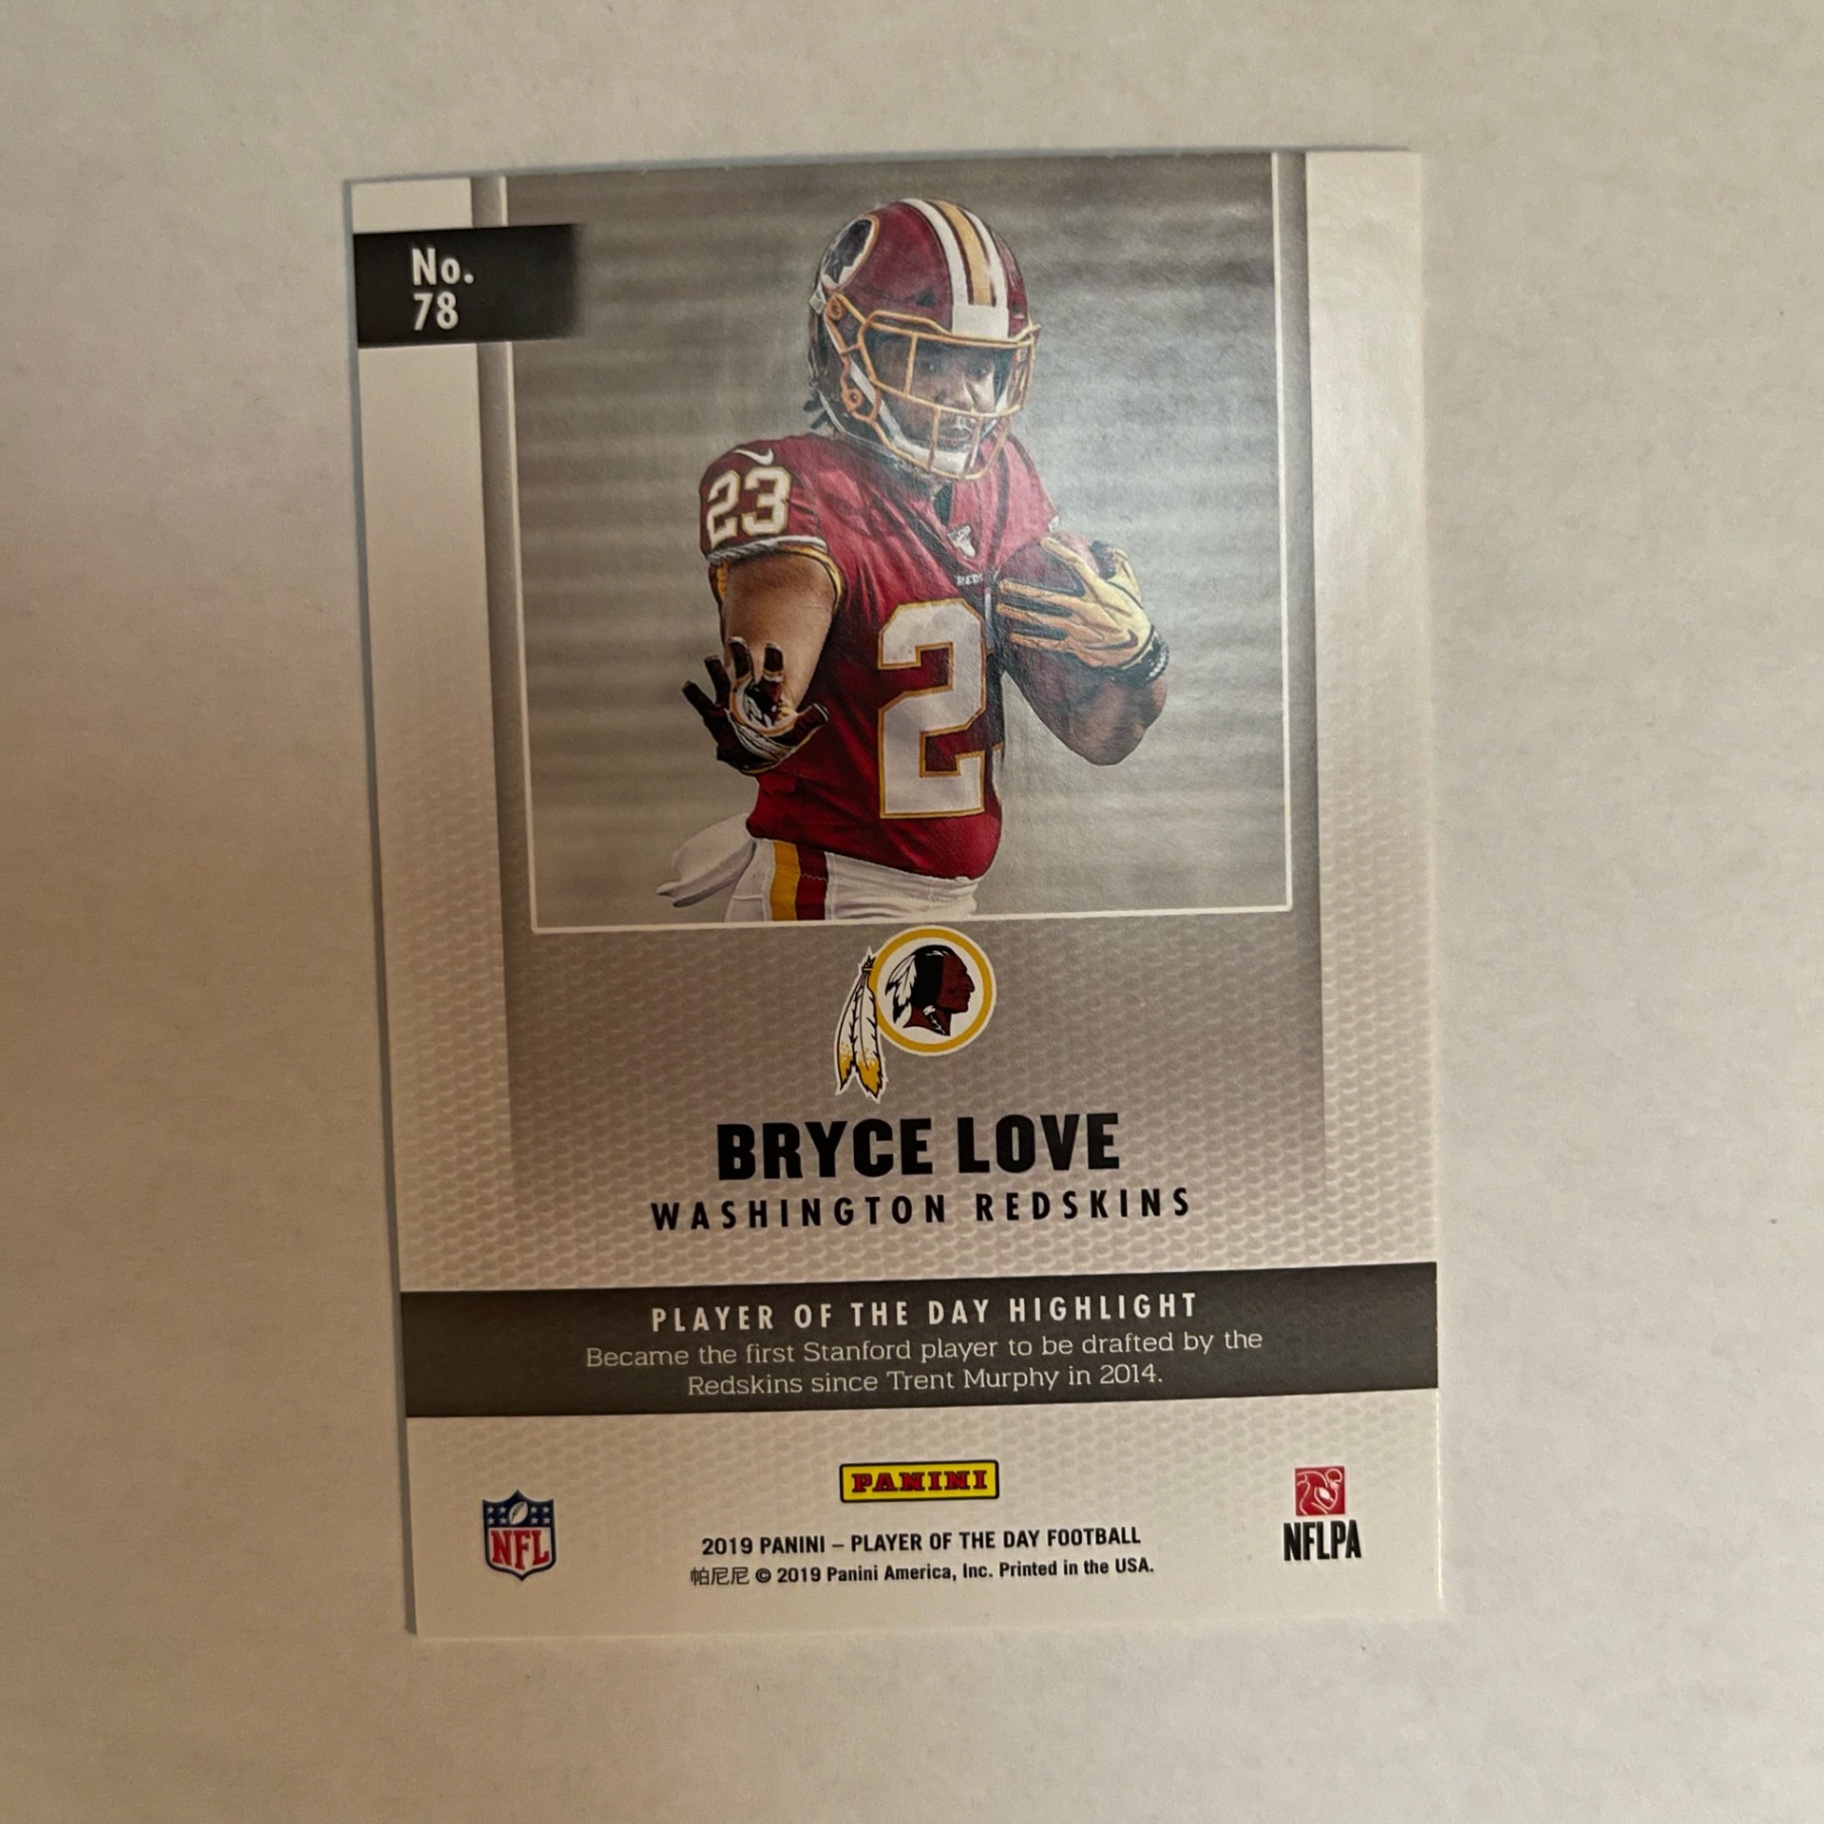 No.
78
23
REDS
2
BRYCE LOVE
WASHINGTON REDSKINS
PLAYER OF THE DAY HIGHLIGHT
Became the first Stanford player to be drafted by the
Redskins since Trent Murphy in 2014.
PANINI
NFL
NFLPA
2019 PANINI – PLAYER OF THE DAY FOOTBALL
帕尼尼 © 2019 Panini America, Inc. Printed in the USA.